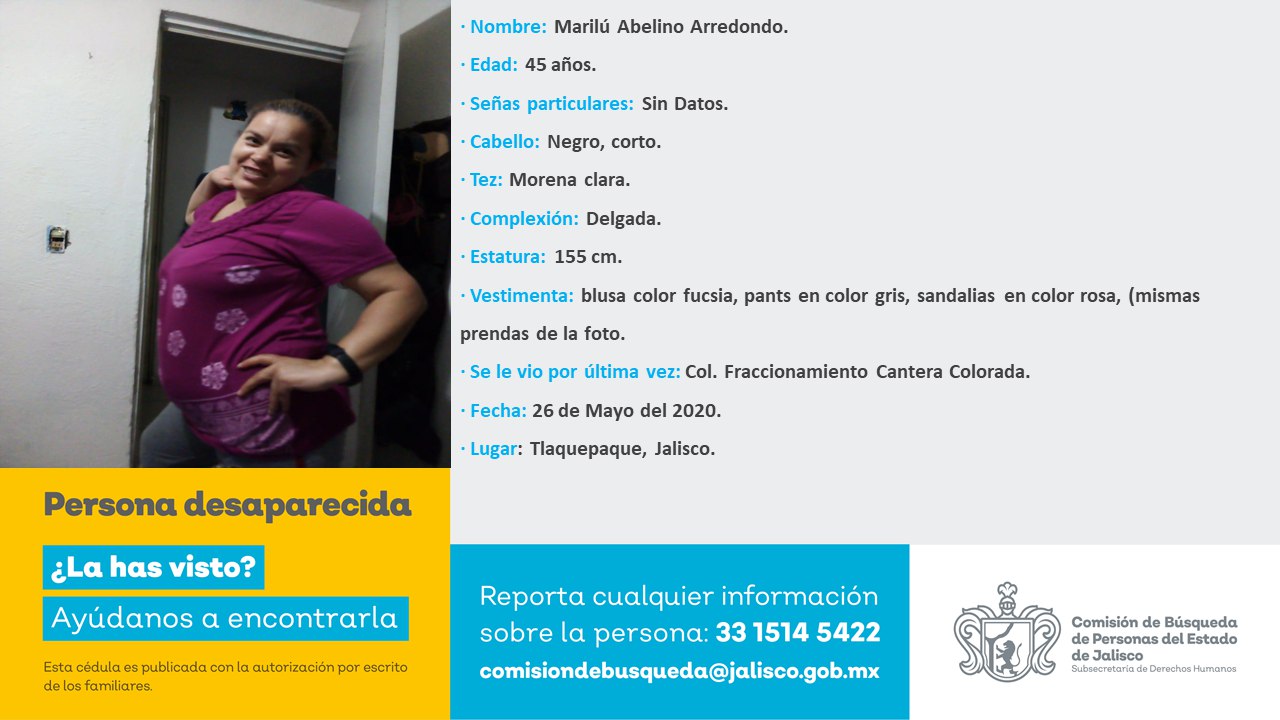 · Nombre: Marilú Abelino Arredondo.
· Edad: 45 años.
· Señas particulares: Sin Datos.
· Cabello: Negro, corto.
· Tez: Morena clara.
· Complexión: Delgada.
· Estatura: 155 cm.
· Vestimenta: blusa color fucsia, pants en color gris, sandalias en color rosa, (mismas
prendas de la foto.
· Se le vio por última vez: Col. Fraccionamiento Cantera Colorada.
· Fecha: 26 de Mayo del 2020.
· Lugar: Tlaquepaque, Jalisco.
Persona desaparecida
¿La has visto?
Ayúdanos a encontrarla
Esta cédula es publicada con la autorización por escrito
de los familiares.
Reporta cualquier información
sobre la persona: 33 1514 5422
comisiondebusqueda@jalisco.gob.mx
Comisión de Búsqueda
de Personas del Estado
de Jalisco
Subsecretaría de Derechos Humanos